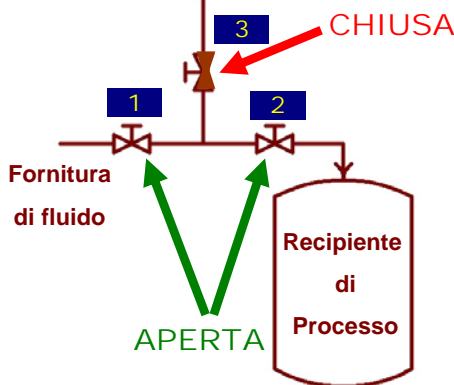 3
CHIUSA
1
2
Fornitura
di fluido
Recipiente
di
Processo
APERTA